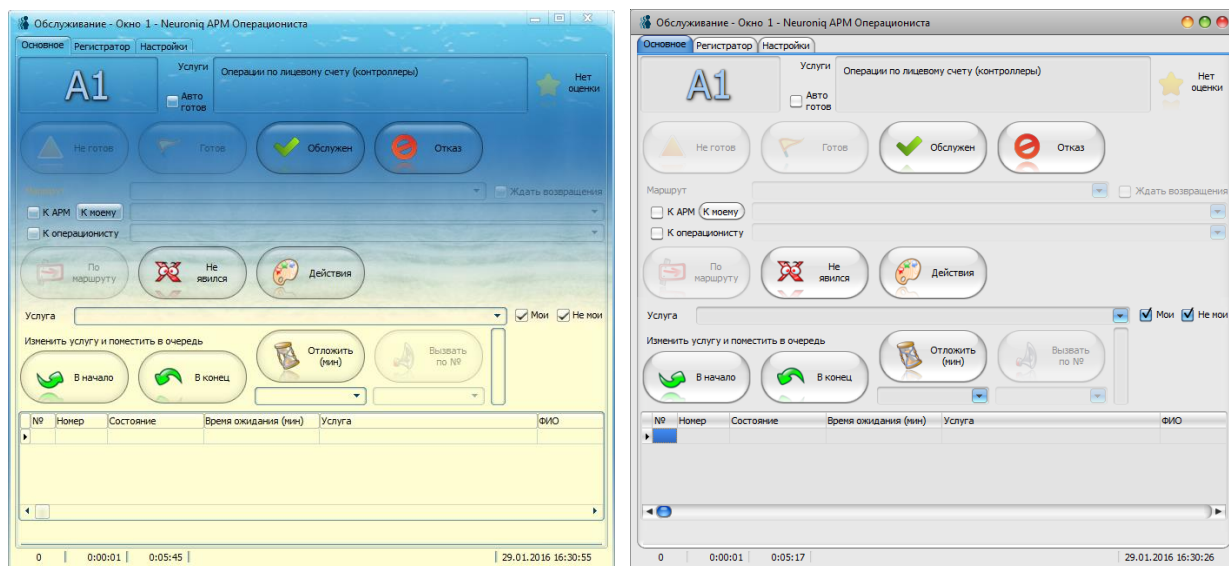 Обслуживание - Окно 1 - Neuroniq АРМ Операциониста
Основное Регистратор Настройки
A1
Услуги
Операции по лицевому счету (контроллеры)
Авто
готов
Нет
оценки
Не готов
Готов
Обслужен
Отказ
Маршрут
Ждать возвращения
К АРМ К моему
К операционисту
По
маршруту
Не
явился
Действия
Услуга
Мои Не мои
Изменить услугу и поместить в очередь
В начало
В конец
Отложить
(мин)
Вызвать
по №
№ Номер Состояние Время ожидания (мин) Услуга ФИО
0 0:00:01 0:05:45 29.01.2016 16:30:55
Обслуживание - Окно 1 - Neuroniq АРМ Операциониста
Основное Регистратор Настройки
A1
Услуги
Операции по лицевому счету (контроллеры)
Авто
готов
Нет
оценки
Не готов
Готов
Обслужен
Отказ
Маршрут
Ждать возвращения
К АРМ К моему
К операционисту
По
маршруту
Не
явился
Действия
Услуга
Мои Не мои
Изменить услугу и поместить в очередь
В начало
В конец
Отложить
(мин)
Вызвать
по №
№ Номер Состояние Время ожидания (мин) Услуга ФИО
0 0:00:01 0:05:17 29.01.2016 16:30:26